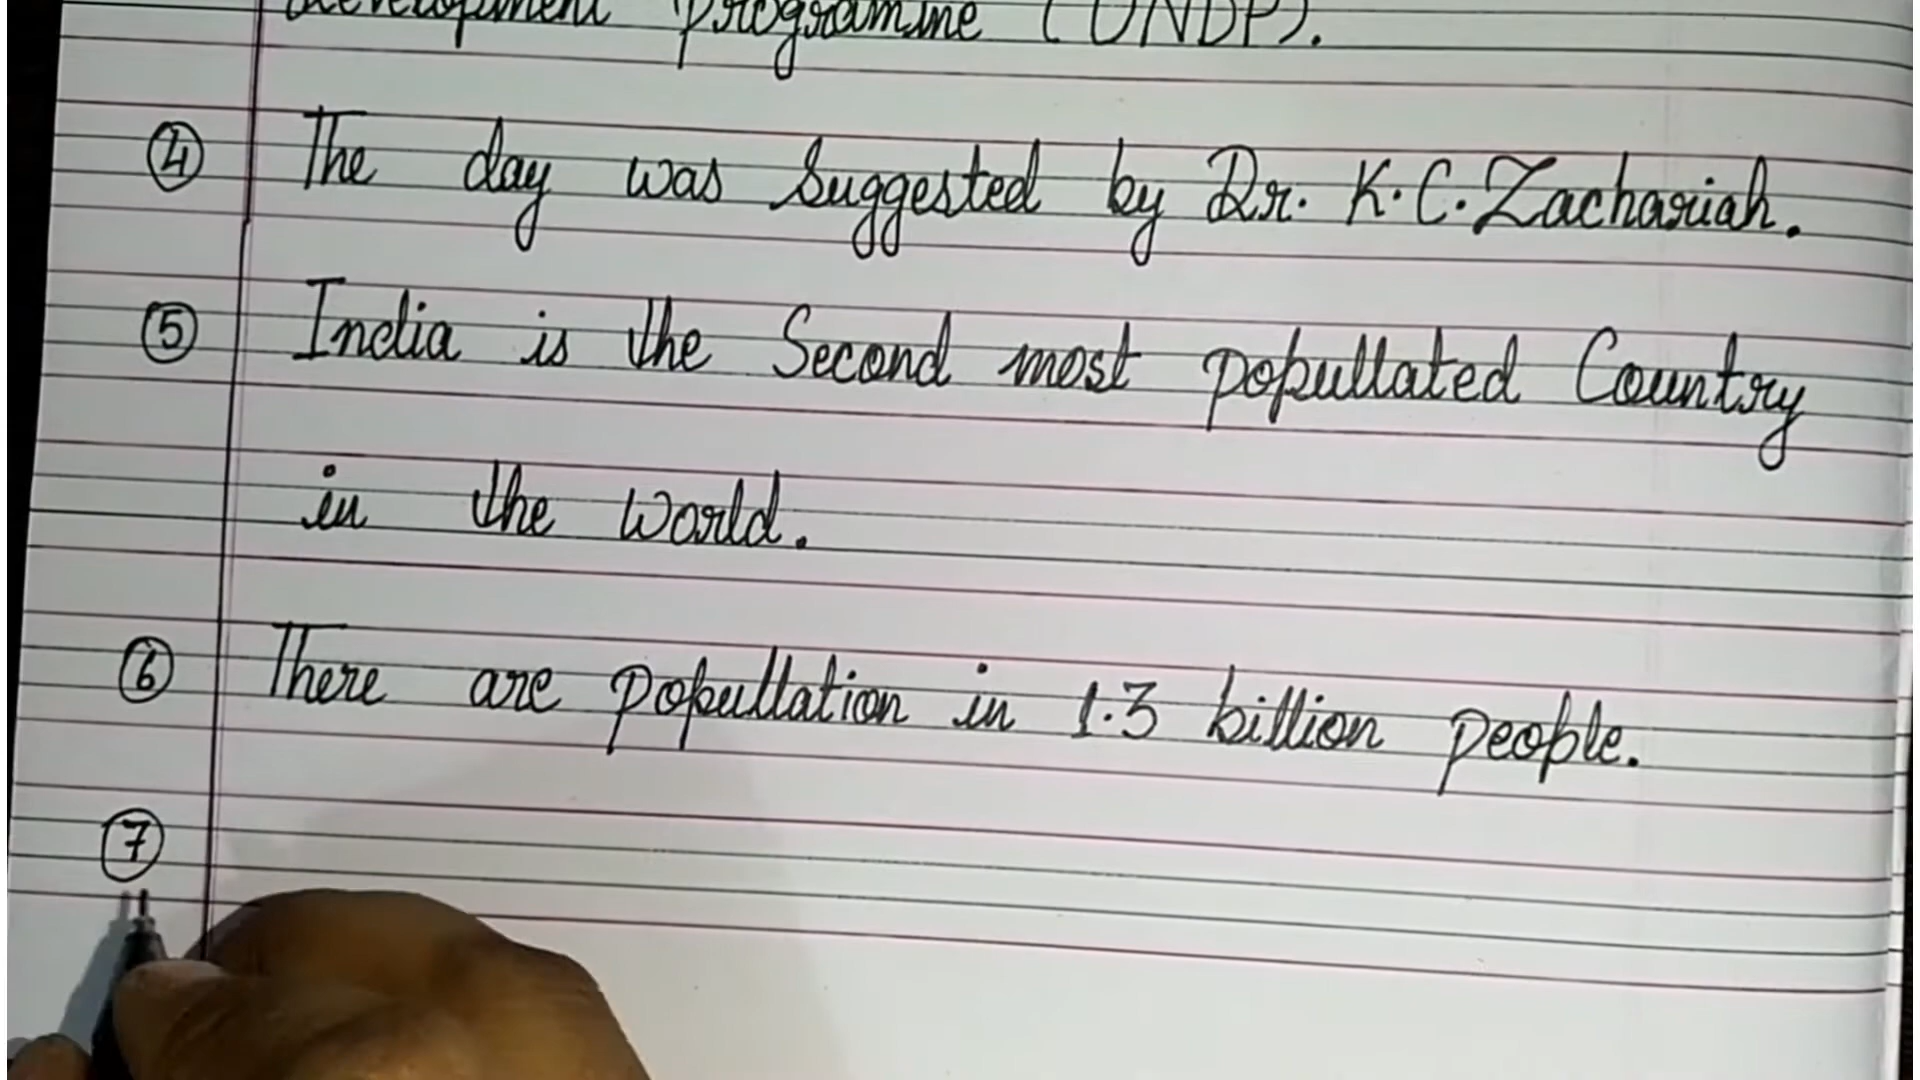 development programme (UNDP).
④ The day was Suggested by Dr. K.C. Zachariah.
⑤ India is the Second most popullated Country
in the World.
⑥ There are popullation in 1.3 billion people.
⑦